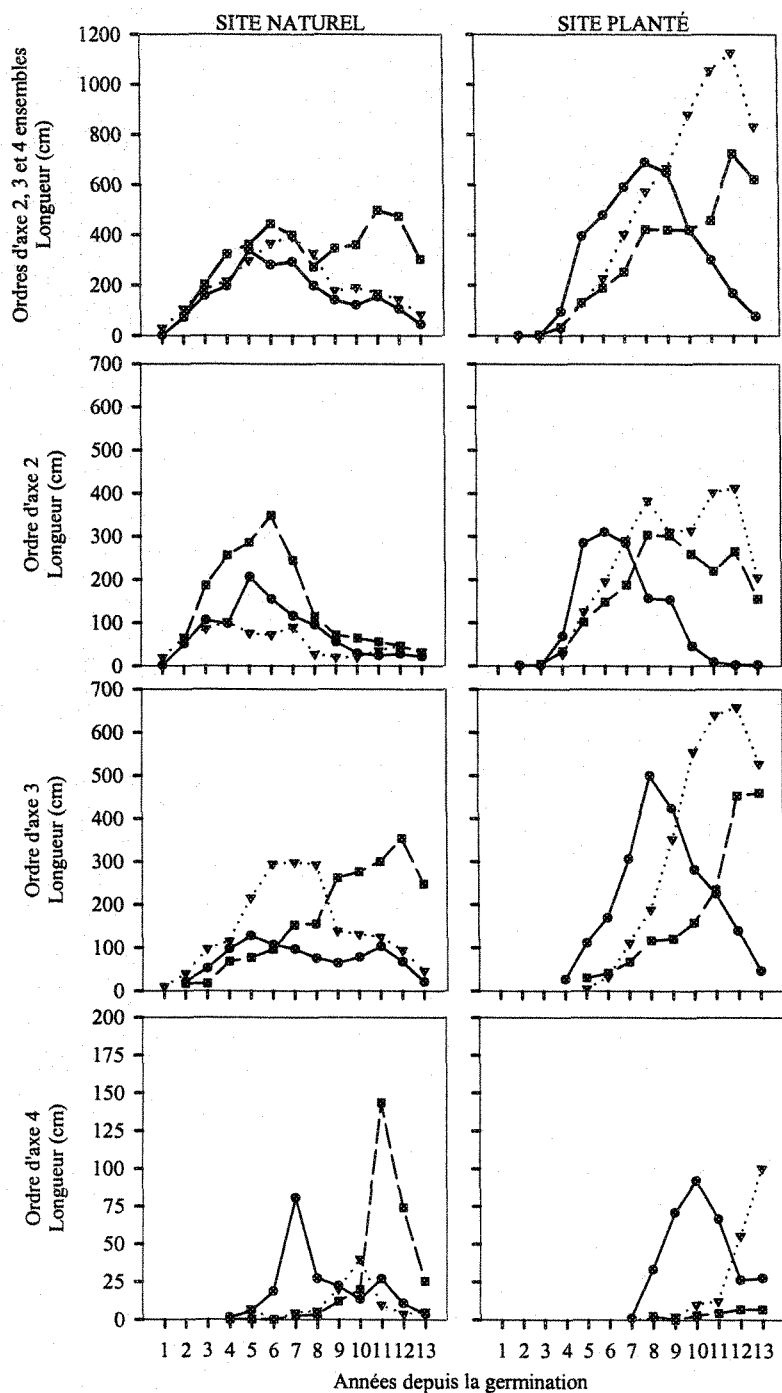 SITE NATUREL
SITE PLANTÉ
Ordres d'axe 2, 3 et 4 ensembles
Longueur (cm)
1200
1000
800
600
400
200
0
Ordre d'axe 2
Longueur (cm)
700
600
500
400
300
200
100
0
Ordre d'axe 3
Longueur (cm)
700
600
500
400
300
200
100
0
Ordre d'axe 4
Longueur (cm)
200
175
150
125
100
75
50
25
0
1 2 3 4 5 6 7 8 9 10 11 12 13
1 2 3 4 5 6 7 8 9 10 11 12 13
Années depuis la germination